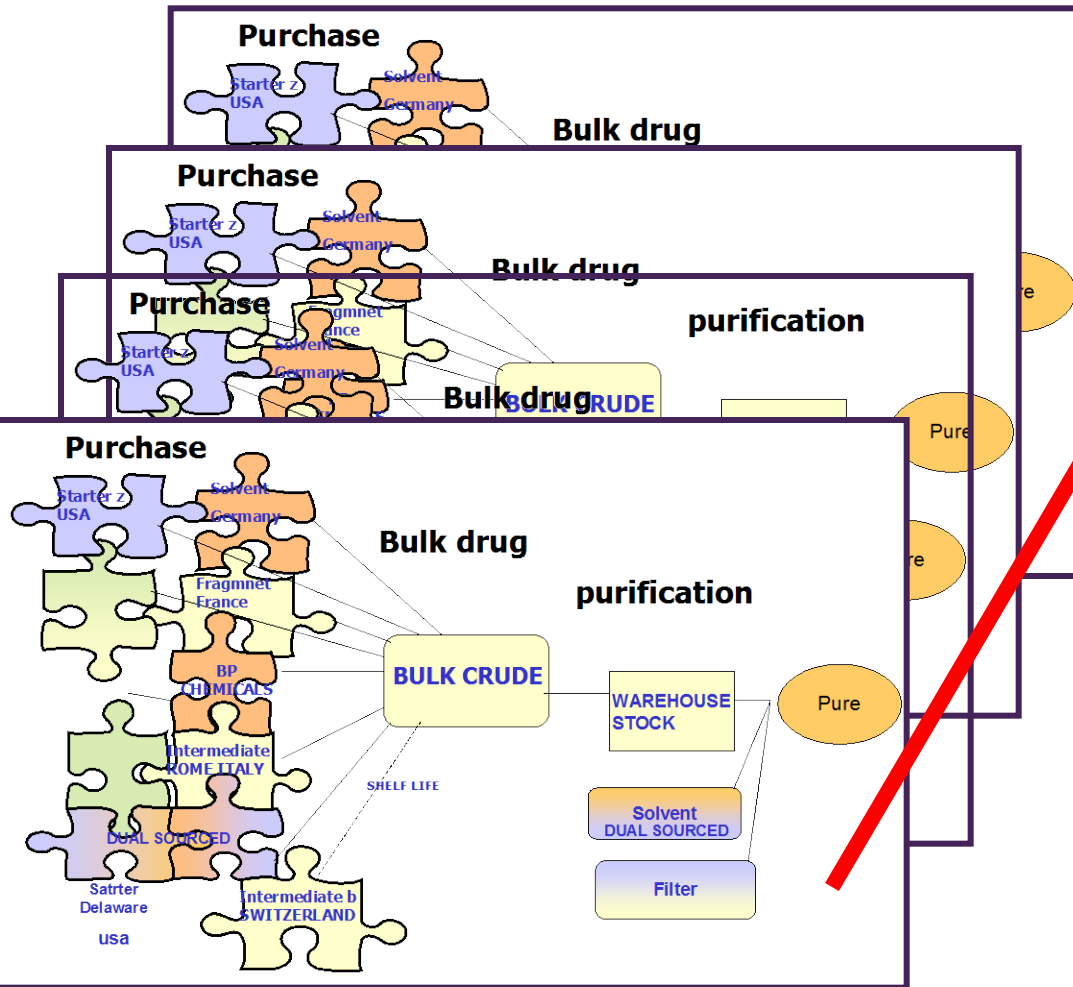 Purchase
Starter z
USA
Solvent
Germany
Bulk drug
Purchase
Starter z
USA
Solvent
Germany
Bulk drug
Purchase
purification
Starter z
USA
Solvent
Germany
Bulk drug
BULK CRUDE
Pure
Purchase
Starter z
USA
Solvent
Germany
Bulk drug
purification
Fragmnet
France
BULK CRUDE
BP
CHEMICALS
WAREHOUSE
STOCK
Pure
Intermediate
ROME ITALY
SHELF LIFE
Solvent
DUAL SOURCED
DUAL SOURCED
Filter
Satrter
Delaware
usa
Intermediate b
SWITZERLAND